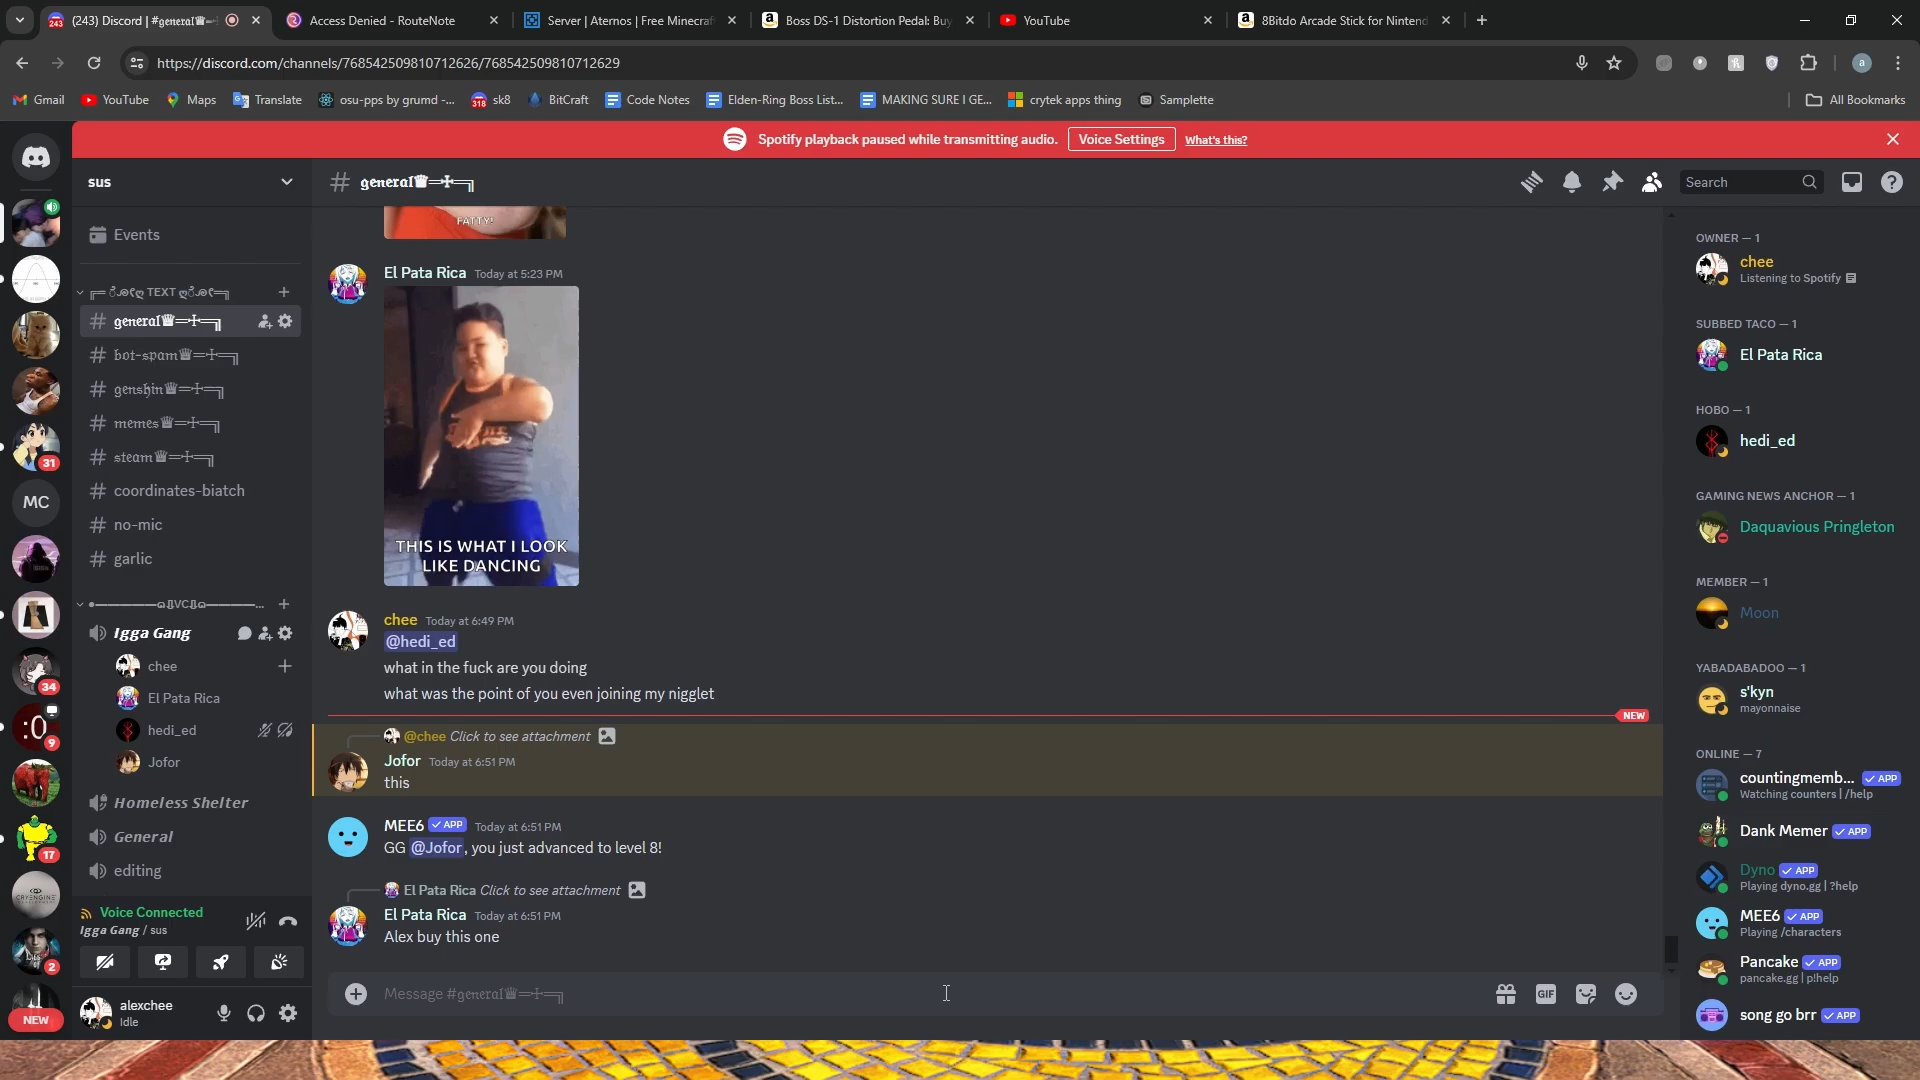 (243) Discord | #general
Access Denied - RouteNote
Server | Aternos | Free Minecraf
Boss DS-1 Distortion Pedal: Buy
YouTube
8Bitdo Arcade Stick for Nintend
https://discord.com/channels/768542509810712626/768542509810712629
a
Gmail
YouTube
Maps
Translate
osu-pps by grumd -...
318
sk8
BitCraft
Code Notes
Elden-Ring Boss List...
MAKING SURE I GE...
crytek apps thing
Samplette
All Bookmarks
Spotify playback paused while transmitting audio.
Voice Settings
What's this?
sus
# 𝖌𝖊𝖓𝖊𝖗𝖆𝖑♛═☩═╗
Search
Events
TEXT
𝖌𝖊𝖓𝖊𝖗𝖆𝖑♛═☩═╗
𝖇𝖔𝖙-𝖘𝖕𝖆𝖒♛═☩═╗
𝖌𝖊𝖓𝖘𝖍𝖎𝖓♛═☩═╗
𝖒𝖊𝖒𝖊𝖘♛═☩═╗
𝖘𝖙𝖊𝖆𝖒♛═☩═╗
coordinates-biatch
no-mic
garlic
VC
Igga Gang
chee
El Pata Rica
hedi_ed
Jofor
Homeless Shelter
General
editing
Voice Connected
Igga Gang / sus
alexchee
Idle
31
MC
34
:0
9
17
CRYENGINE
2
NEW
FATTY!
El Pata Rica Today at 5:23 PM
THIS IS WHAT I LOOK
LIKE DANCING
chee Today at 6:49 PM
@hedi_ed
what in the fuck are you doing
what was the point of you even joining my nigglet
NEW
@chee Click to see attachment
Jofor Today at 6:51 PM
this
MEE6 ✓ APP Today at 6:51 PM
GG @Jofor, you just advanced to level 8!
El Pata Rica Click to see attachment
El Pata Rica Today at 6:51 PM
Alex buy this one
Message #𝖌𝖊𝖓𝖊𝖗𝖆𝖑♛═☩═╗
GIF
OWNER — 1
chee
Listening to Spotify
SUBBED TACO — 1
El Pata Rica
HOBO — 1
hedi_ed
GAMING NEWS ANCHOR — 1
Daquavious Pringleton
MEMBER — 1
Moon
YABADABADOO — 1
s'kyn
mayonnaise
ONLINE — 7
countingmemb... ✓ APP
Watching counters | /help
Dank Memer ✓ APP
Dyno ✓ APP
Playing dyno.gg | ?help
MEE6 ✓ APP
Playing /characters
Pancake ✓ APP
pancake.gg | p!help
song go brr ✓ APP